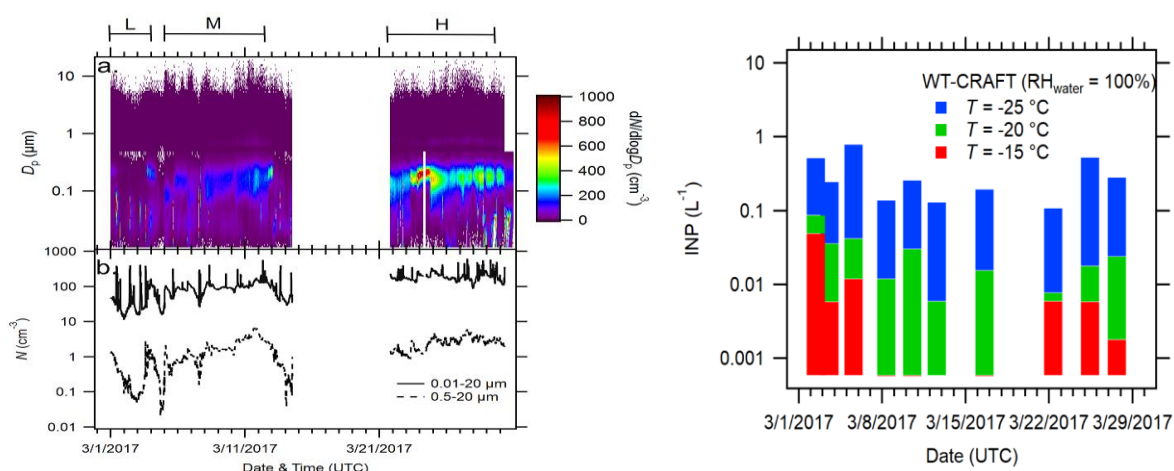 L M H
a
10
1
0.1
Dp (µm)
1000
800
600
400
200
0
dN/dlogDp (cm-3)
b
1000
100
10
1
0.1
0.01
N (cm-3)
0.01-20 µm
0.5-20 µm
3/1/2017 3/11/2017 3/21/2017
Date & Time (UTC)
WT-CRAFT (RHwater = 100%)
T = -25 °C
T = -20 °C
T = -15 °C
10
1
0.1
0.01
0.001
INP (L-1)
3/1/2017 3/8/2017 3/15/2017 3/22/2017 3/29/2017
Date (UTC)